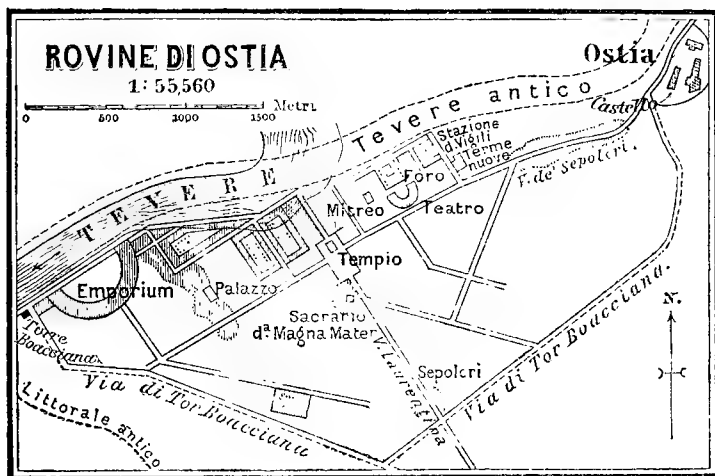 ROVINE DI OSTIA
1:55,560
0 500 1000 1500 Metri
Ostia
Castello
Tevere antico
TEVERE
Stazione
d. Vigili
Terme
nuove
Foro
V. de' Sepolcri.
Mitreo
Teatro
Tempio
Emporium
Palazzo
Sacrario
dª Magna Mater
Torre
Boacciana
V. Laurentina
Sepolcri
Via di Tor Boacciana.
Via di Tor Boacciana
Littorale antico
N.